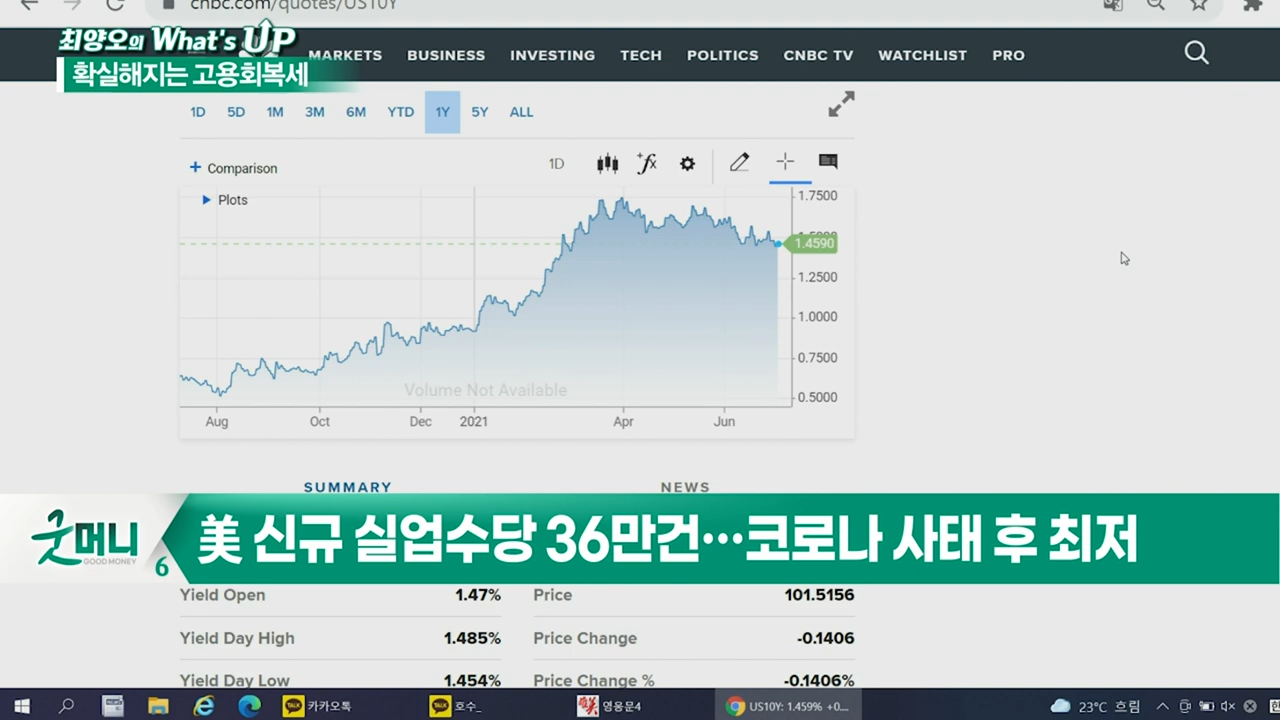 cnbc.com/quotes/US10Y
최양오의 What's UP
확실해지는 고용회복세
MARKETS BUSINESS INVESTING TECH POLITICS CNBC TV WATCHLIST PRO
1D 5D 1M 3M 6M YTD 1Y 5Y ALL
+ Comparison 1D
Plots
1.7500
1.4590
1.2500
1.0000
0.7500
0.5000
Volume Not Available
Aug Oct Dec 2021 Apr Jun
SUMMARY NEWS
굿머니
GOOD MONEY
6
美 신규 실업수당 36만건…코로나 사태 후 최저
Yield Open 1.47% Price 101.5156
Yield Day High 1.485% Price Change -0.1406
Yield Day Low 1.454% Price Change % -0.1406%
카카오톡 호수_ 영웅문4 US10Y: 1.459% +0... 23°C 흐림